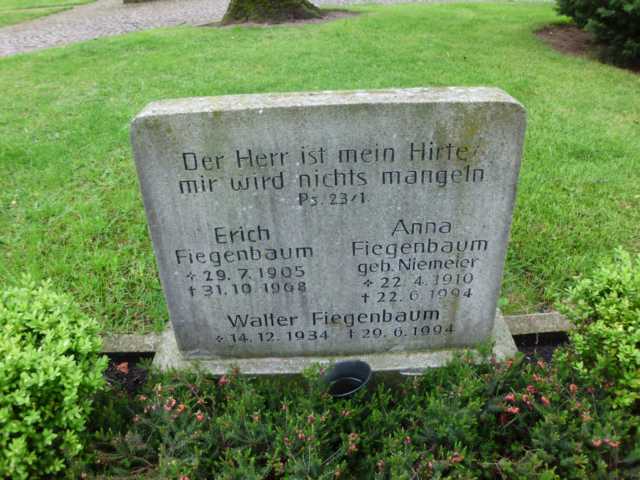 Der Herr ist mein Hirte
mir wird nichts mangeln
Ps. 23/1.
Erich
Fiegenbaum
* 29. 7. 1905
† 31. 10. 1968
Anna
Fiegenbaum
geb. Niemeier
* 22. 4. 1910
† 22. 6. 1994
Walter Fiegenbaum
* 14. 12. 1934 † 29. 6. 1994